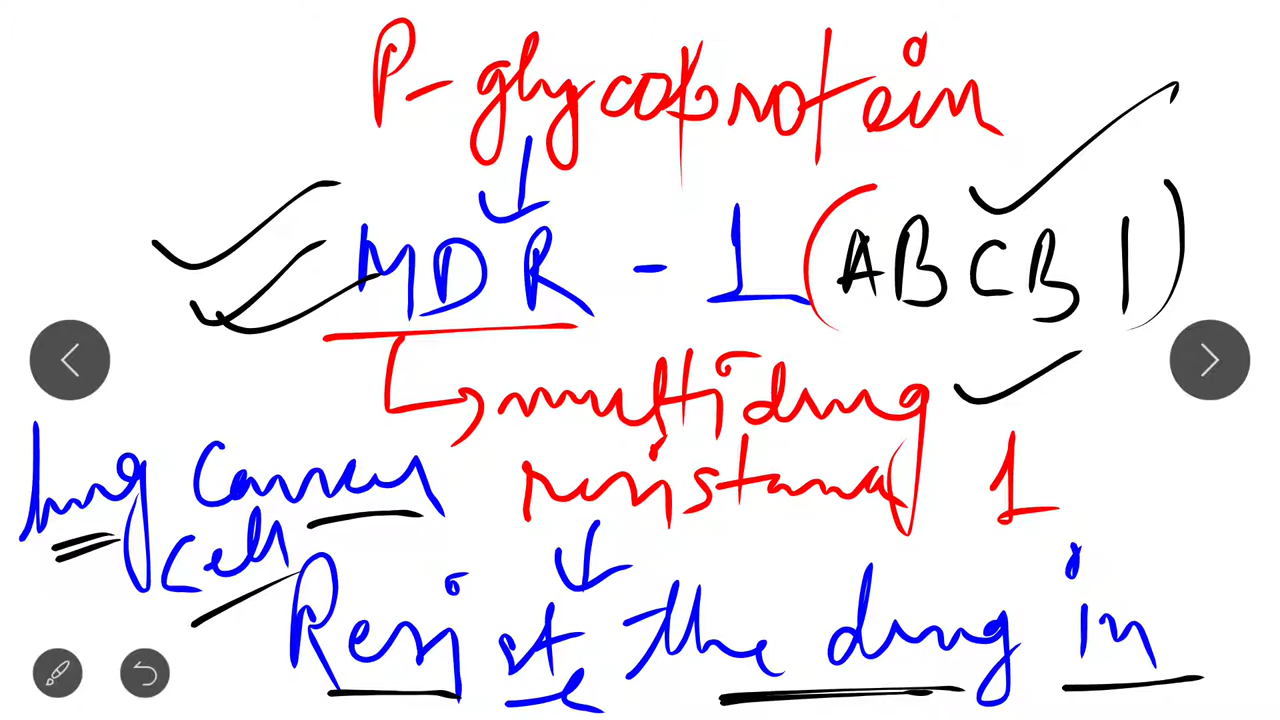 P-glycoprotein
MDR - 1 (ABCB1)
multidrug
resistance 1
lung cancer
cell
Resist the drug in